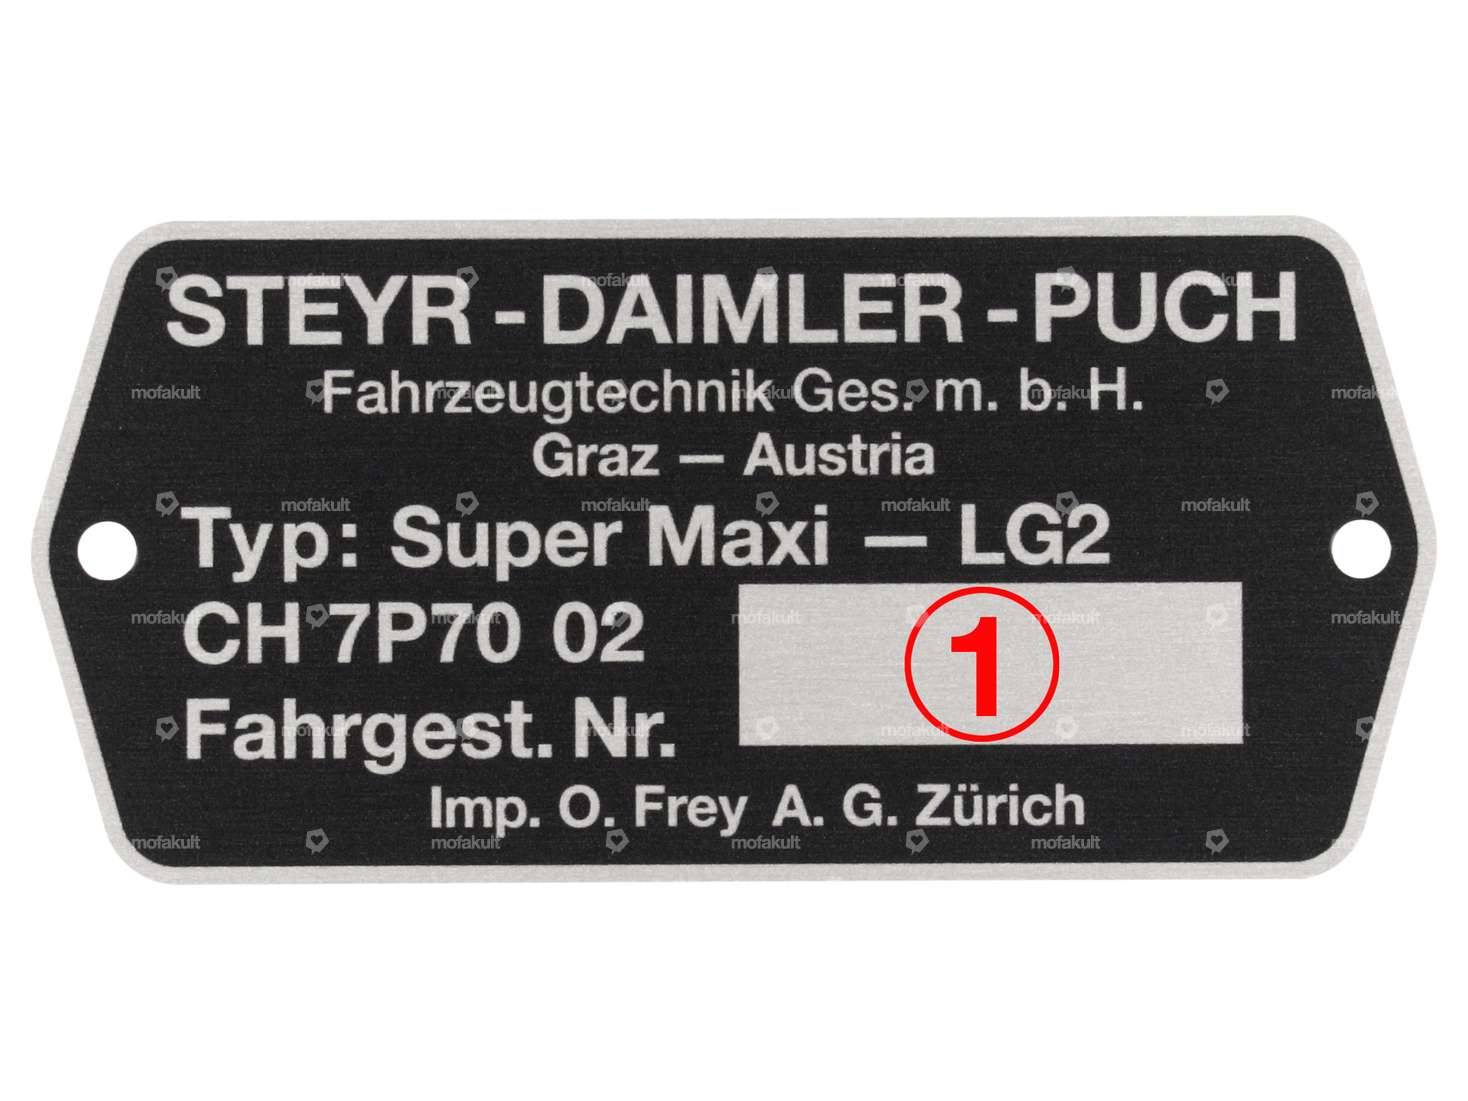 STEYR - DAIMLER - PUCH
Fahrzeugtechnik Ges. m. b. H.
Graz — Austria
Typ: Super Maxi — LG2
CH 7P70 02
1
Fahrgest. Nr.
Imp. O. Frey A. G. Zürich
mofakult